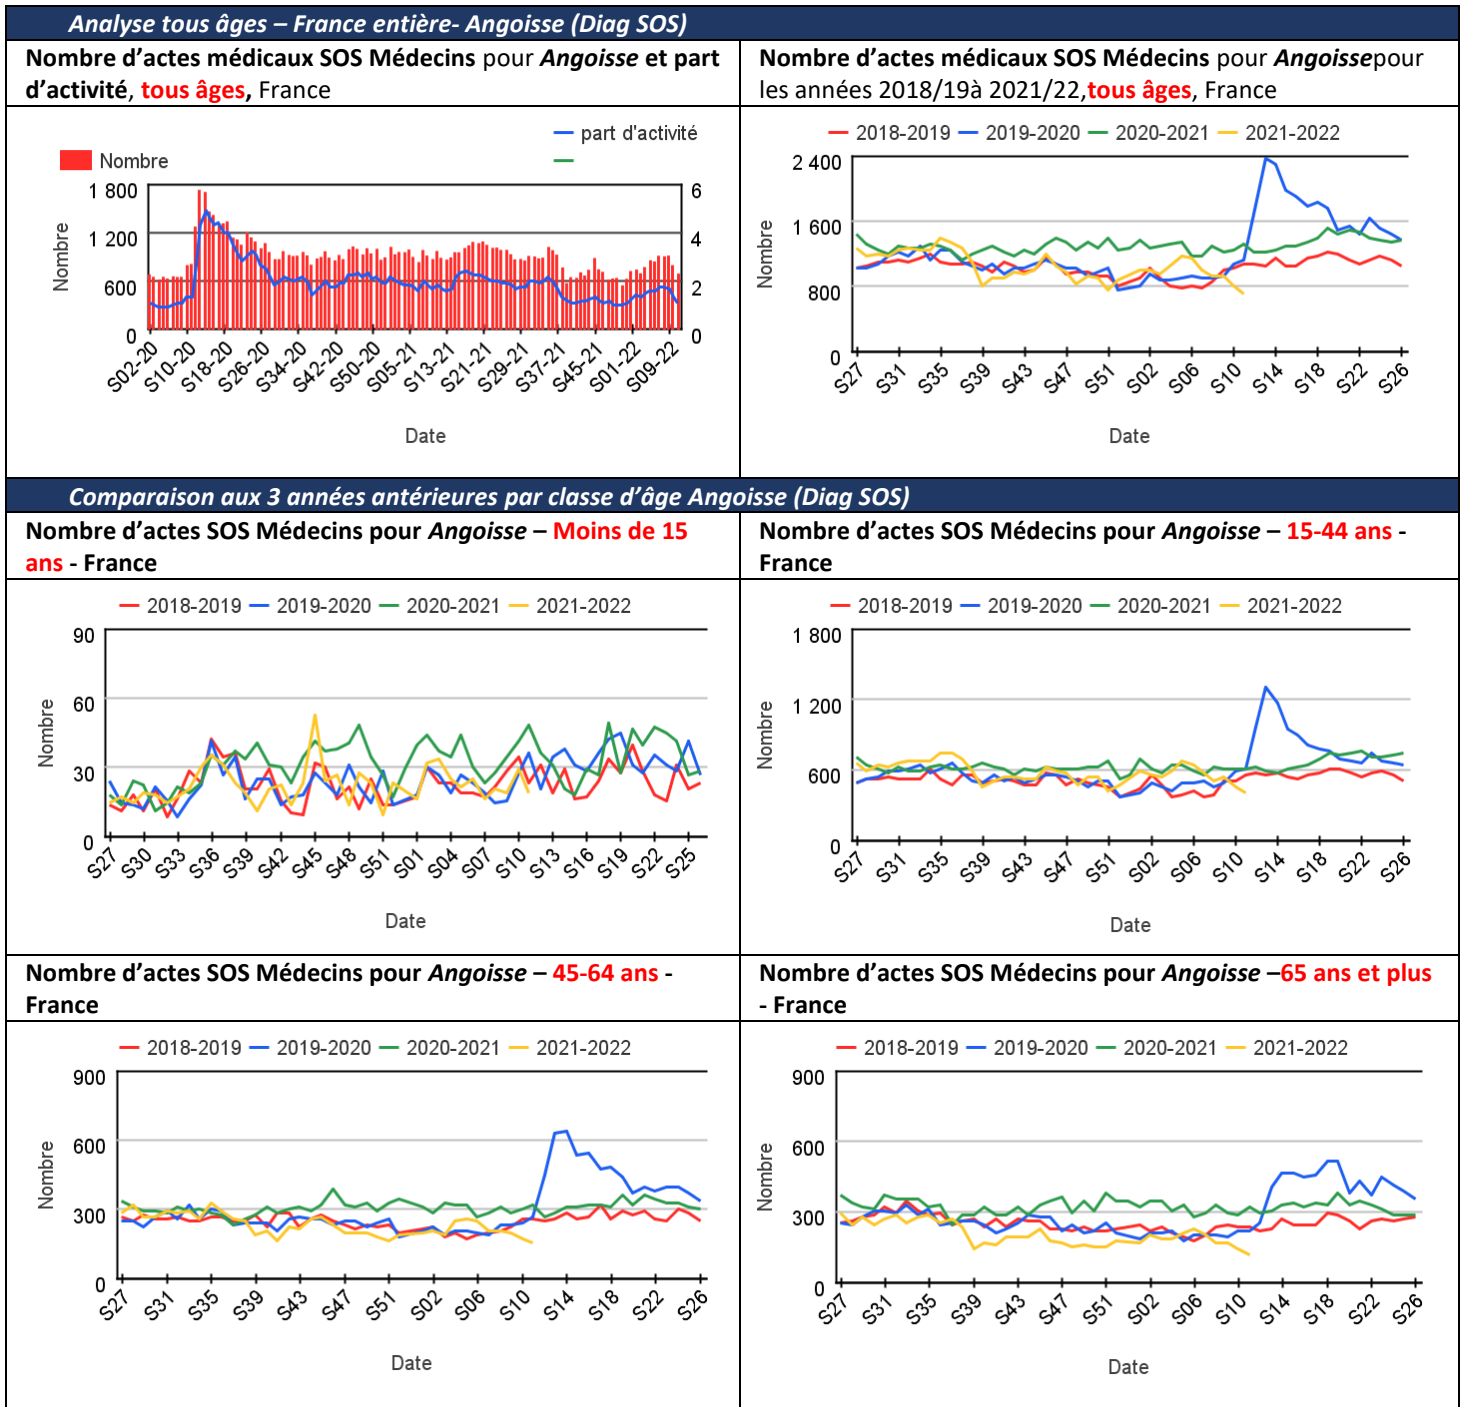 Analyse tous âges – France entière- Angoisse (Diag SOS)
Nombre d’actes médicaux SOS Médecins pour Angoisse et part
d’activité, tous âges, France
Nombre d’actes médicaux SOS Médecins pour Angoissepour
les années 2018/19à 2021/22,tous âges, France
part d'activité
Nombre
1 800
1 200
600
0
6
4
2
0
Nombre
S02-20 S10-20 S18-20 S26-20 S34-20 S42-20 S50-20 S05-21 S13-21 S21-21 S29-21 S37-21 S45-21 S01-22 S09-22
Date
2018-2019 2019-2020 2020-2021 2021-2022
2 400
1 600
800
0
Nombre
S27 S31 S35 S39 S43 S47 S51 S02 S06 S10 S14 S18 S22 S26
Date
Comparaison aux 3 années antérieures par classe d’âge Angoisse (Diag SOS)
Nombre d’actes SOS Médecins pour Angoisse – Moins de 15
ans - France
Nombre d’actes SOS Médecins pour Angoisse – 15-44 ans -
France
2018-2019 2019-2020 2020-2021 2021-2022
90
60
30
0
Nombre
S27 S30 S33 S36 S39 S42 S45 S48 S51 S01 S04 S07 S10 S13 S16 S19 S22 S25
Date
2018-2019 2019-2020 2020-2021 2021-2022
1 800
1 200
600
0
Nombre
S27 S31 S35 S39 S43 S47 S51 S02 S06 S10 S14 S18 S22 S26
Date
Nombre d’actes SOS Médecins pour Angoisse – 45-64 ans -
France
Nombre d’actes SOS Médecins pour Angoisse –65 ans et plus
- France
2018-2019 2019-2020 2020-2021 2021-2022
900
600
300
0
Nombre
S27 S31 S35 S39 S43 S47 S51 S02 S06 S10 S14 S18 S22 S26
Date
2018-2019 2019-2020 2020-2021 2021-2022
900
600
300
0
Nombre
S27 S31 S35 S39 S43 S47 S51 S02 S06 S10 S14 S18 S22 S26
Date